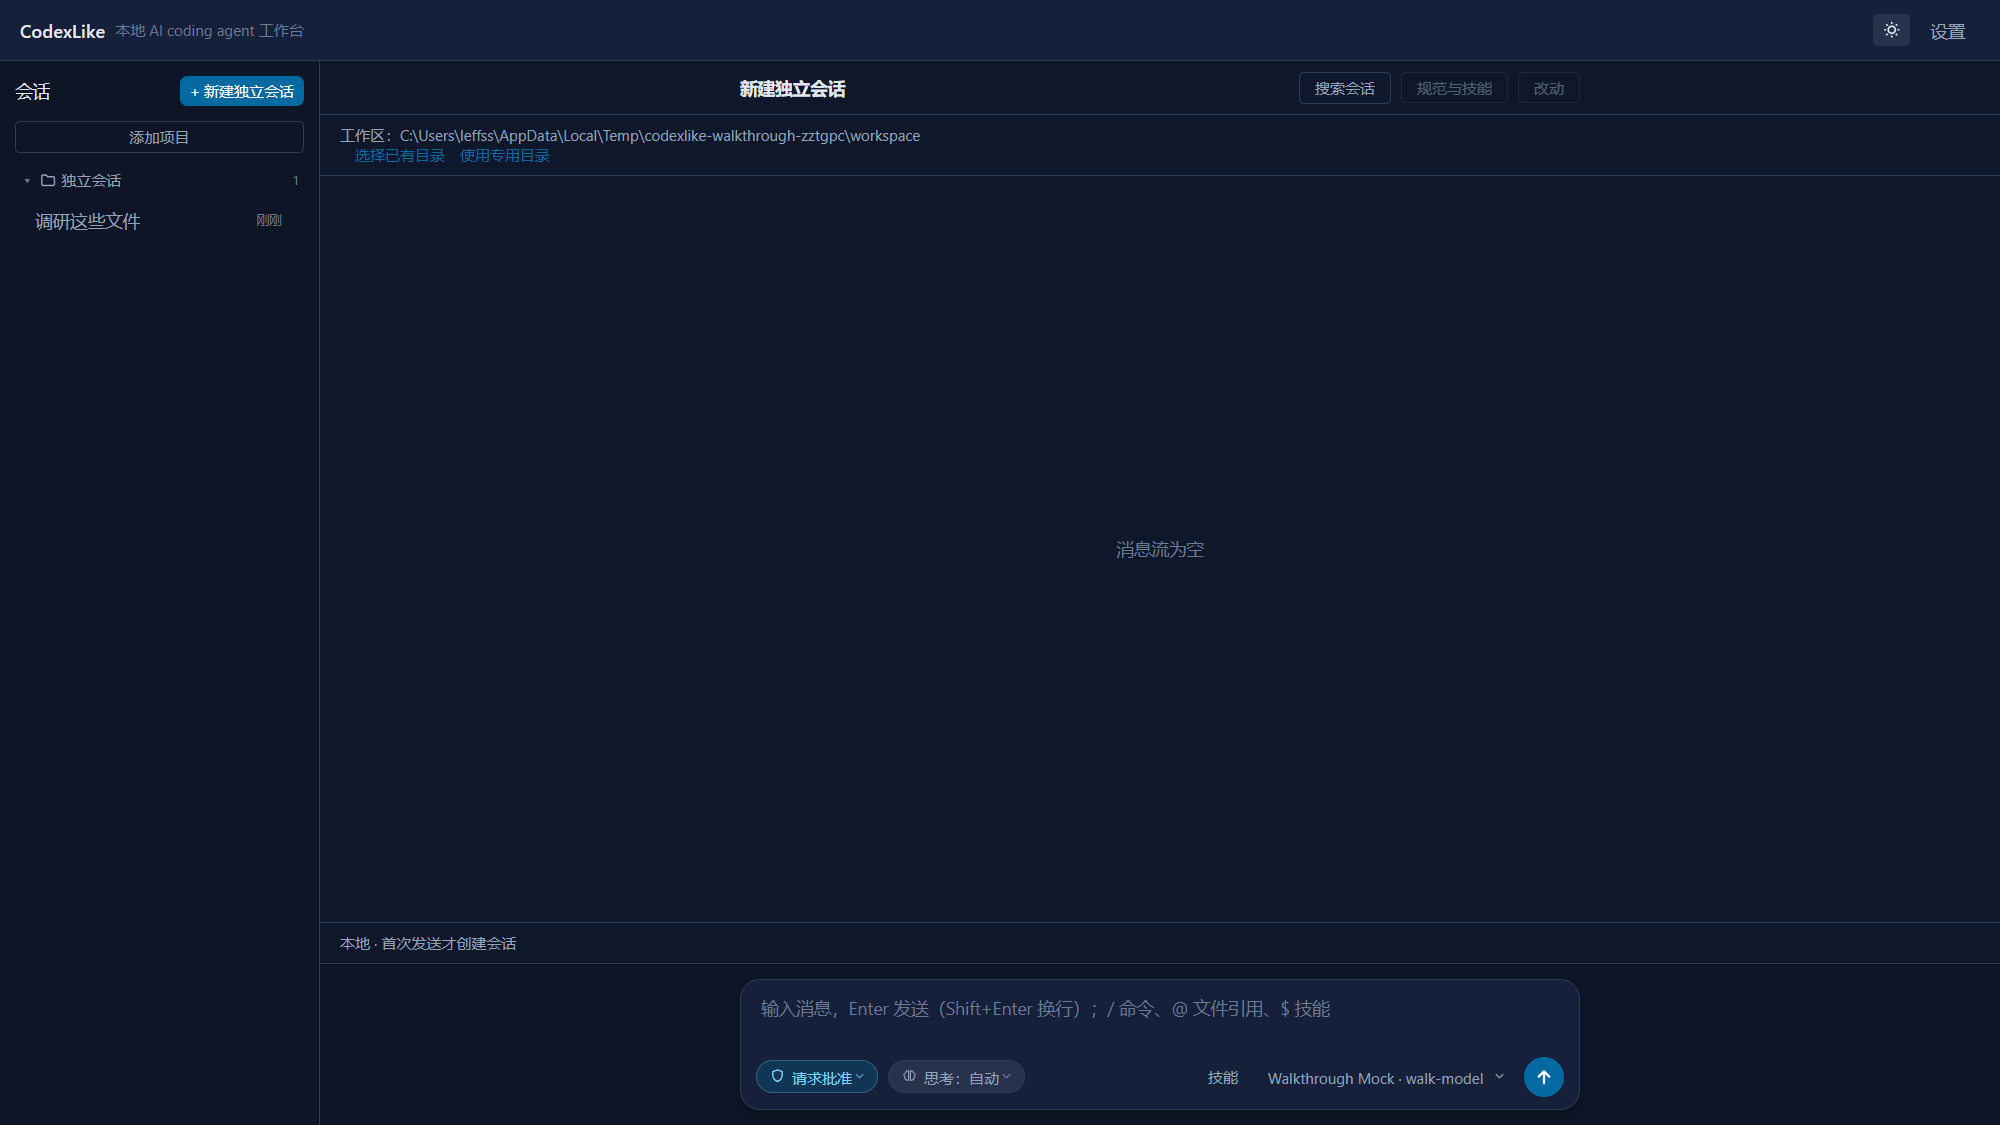 CodexLike 本地 AI coding agent 工作台
设置
会话
+ 新建独立会话
添加项目
独立会话 1
调研这些文件 刚刚
新建独立会话
搜索会话
规范与技能
改动
工作区：C:\Users\leffss\AppData\Local\Temp\codexlike-walkthrough-zztgpc\workspace
选择已有目录 使用专用目录
消息流为空
本地 · 首次发送才创建会话
输入消息，Enter 发送（Shift+Enter 换行）；/ 命令、@ 文件引用、$ 技能
请求批准
思考：自动
技能
Walkthrough Mock · walk-model